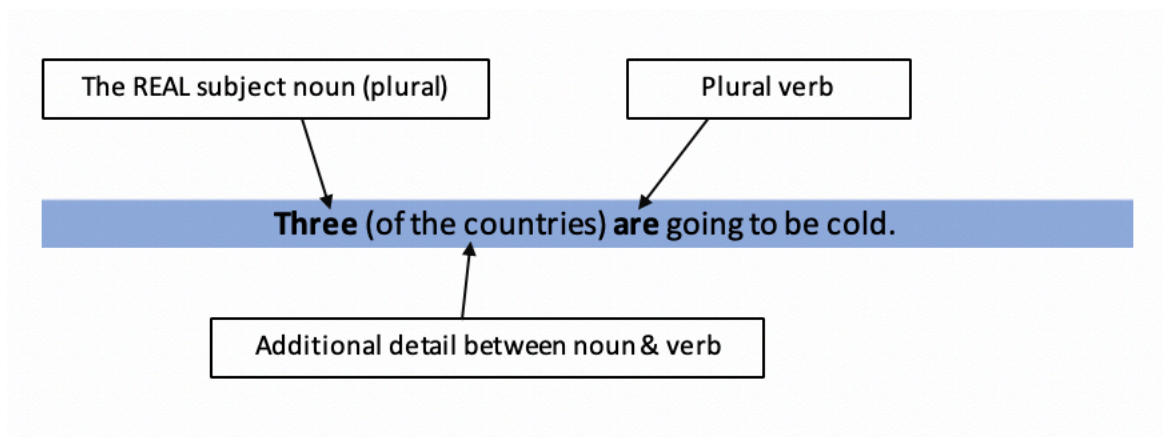 The REAL subject noun (plural)
Plural verb
Three (of the countries) are going to be cold.
Additional detail between noun & verb